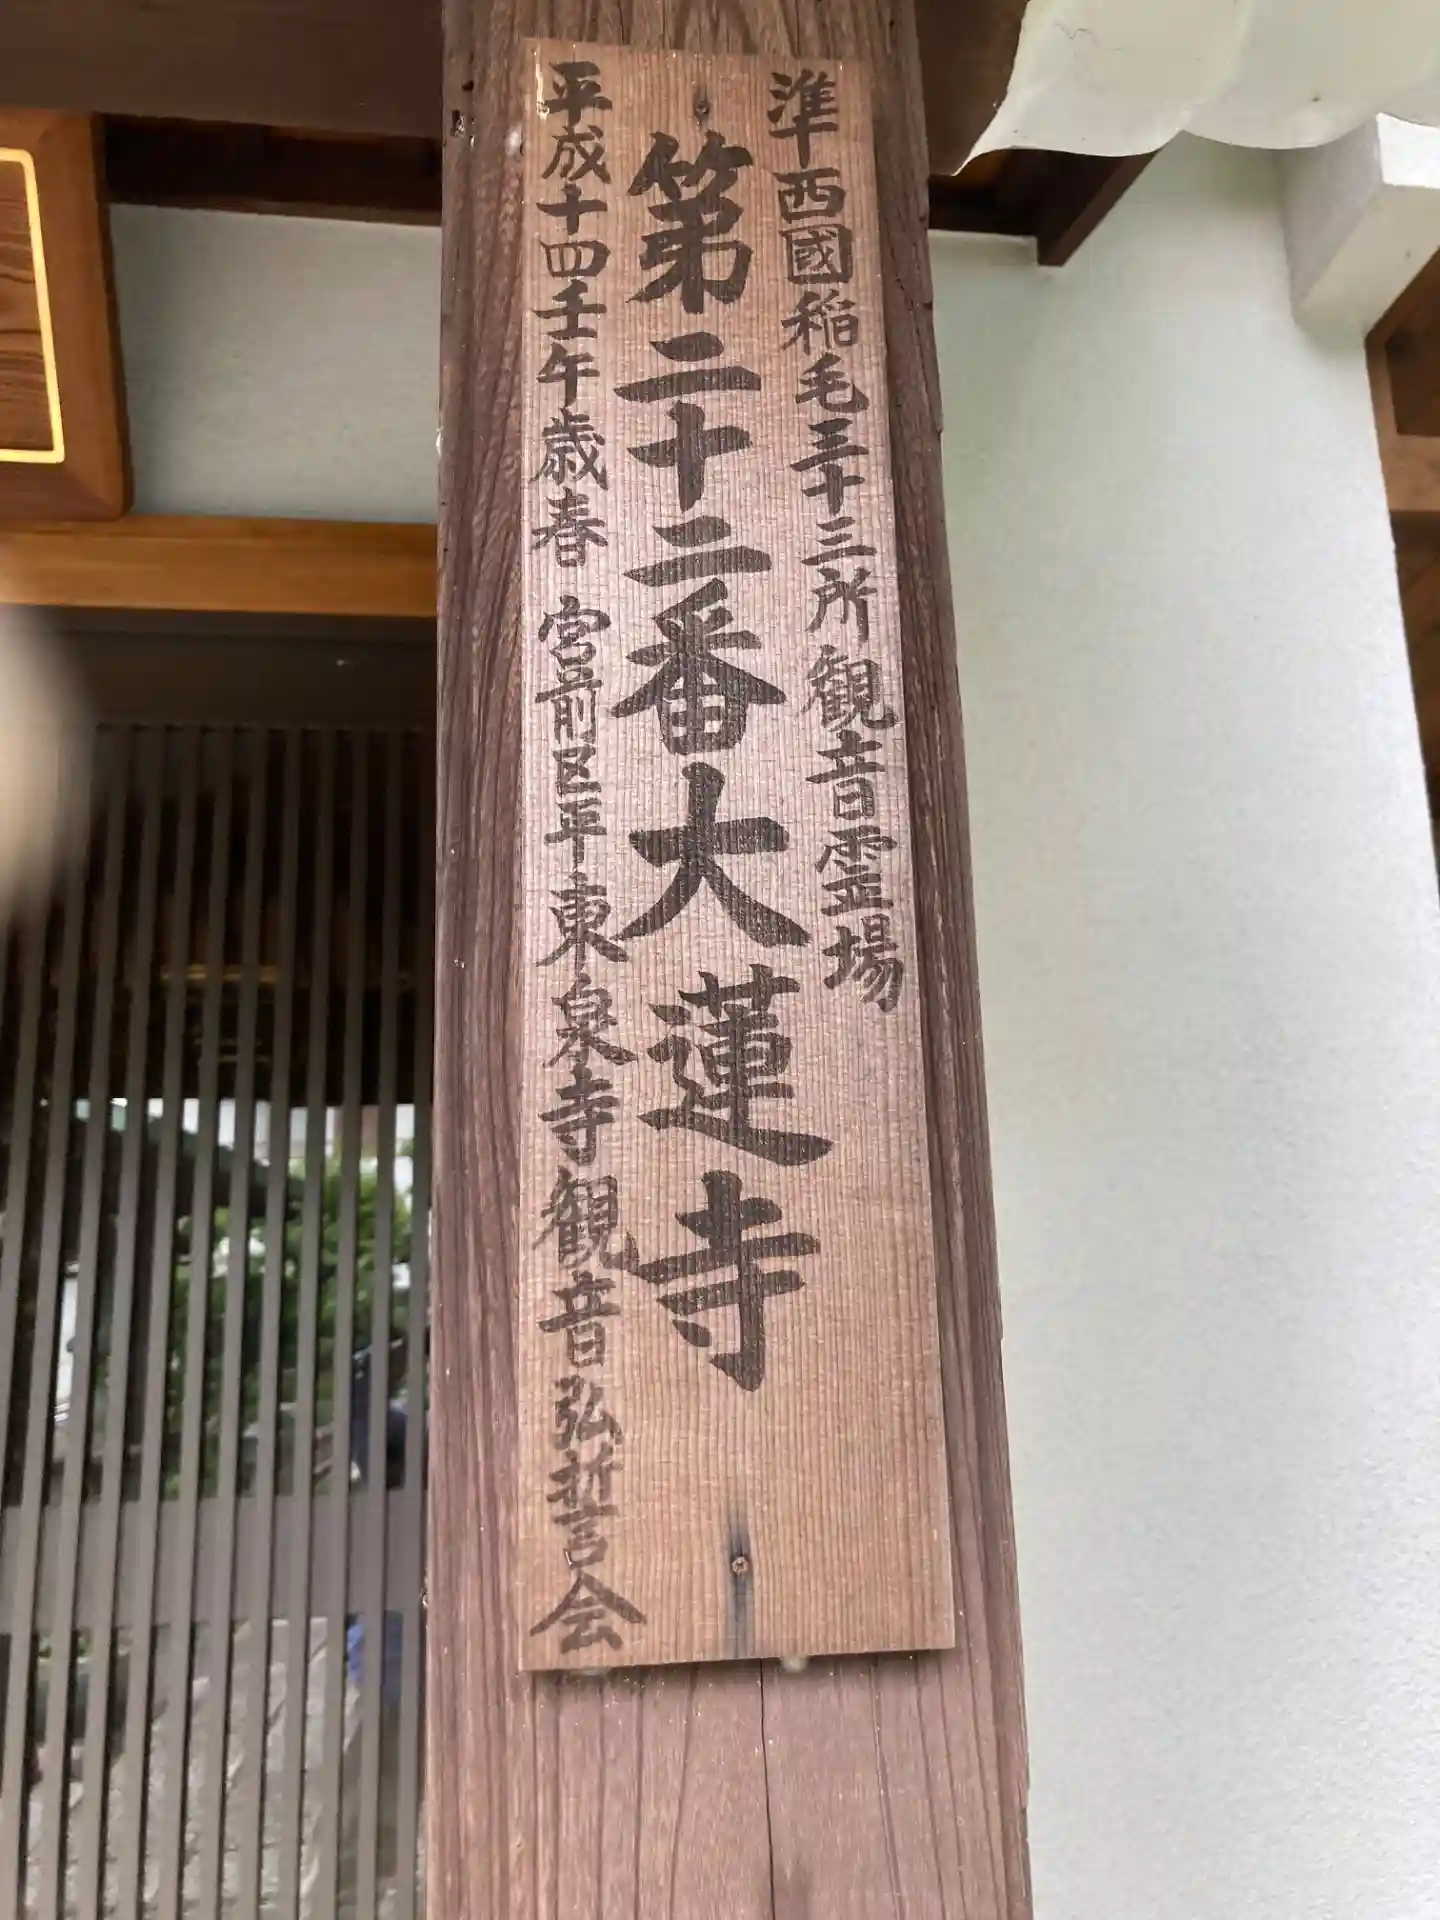 準西國稲毛三十三所観音霊場
第二十二番大蓮寺
平成十四壬午歳春 宮前区平東泉寺観音弘誓会